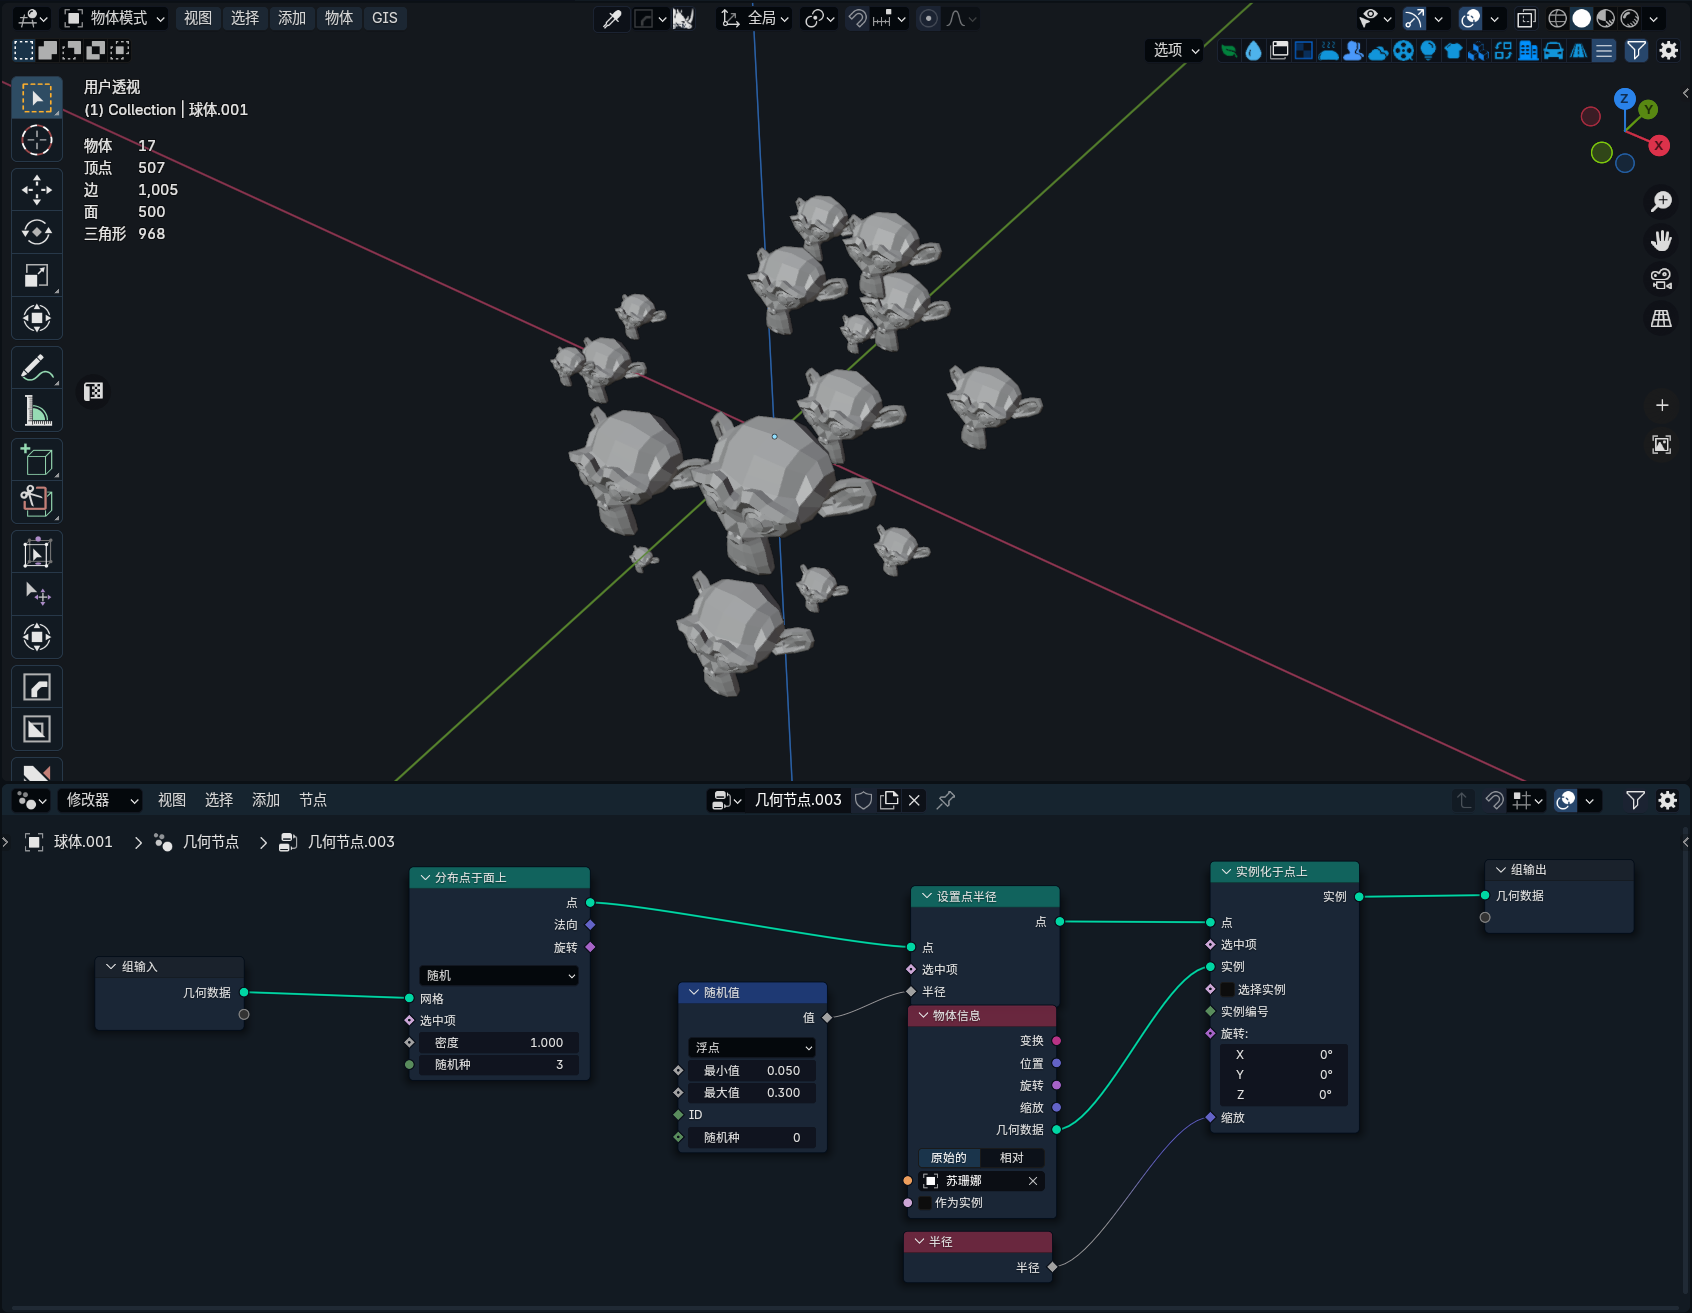 物体模式 视图 选择 添加 物体 GIS 全局
选项
用户透视
(1) Collection | 球体.001
物体 17
顶点 507
边 1,005
面 500
三角形 968
Z
Y
X
修改器 视图 选择 添加 节点 几何节点.003
球体.001 几何节点 几何节点.003
组输入
几何数据
分布点于面上
点
法向
旋转
随机
网格
选中项
密度 1.000
随机种 3
随机值
值
浮点
最小值 0.050
最大值 0.300
ID
随机种 0
设置点半径
点
点
选中项
半径
物体信息
变换
位置
旋转
缩放
几何数据
原始的 相对
苏珊娜
作为实例
半径
半径
实例化于点上
实例
点
选中项
实例
选择实例
实例编号
旋转:
X 0°
Y 0°
Z 0°
缩放
组输出
几何数据